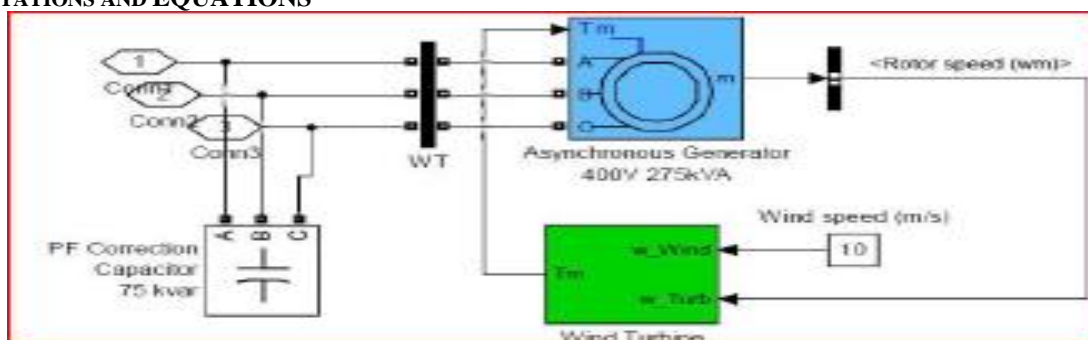 TATIONS AND EQUATIONS
1
Conn1
2
Conn2
3
Conn3
WT
Tm
A
B
C
m
Asynchronous Generator
400V 275kVA
<Rotor speed (wm)>
A B C
PF Correction
Capacitor
75 kvar
Wind speed (m/s)
10
w_Wind
Tm
w_Turb
Wind Turbine